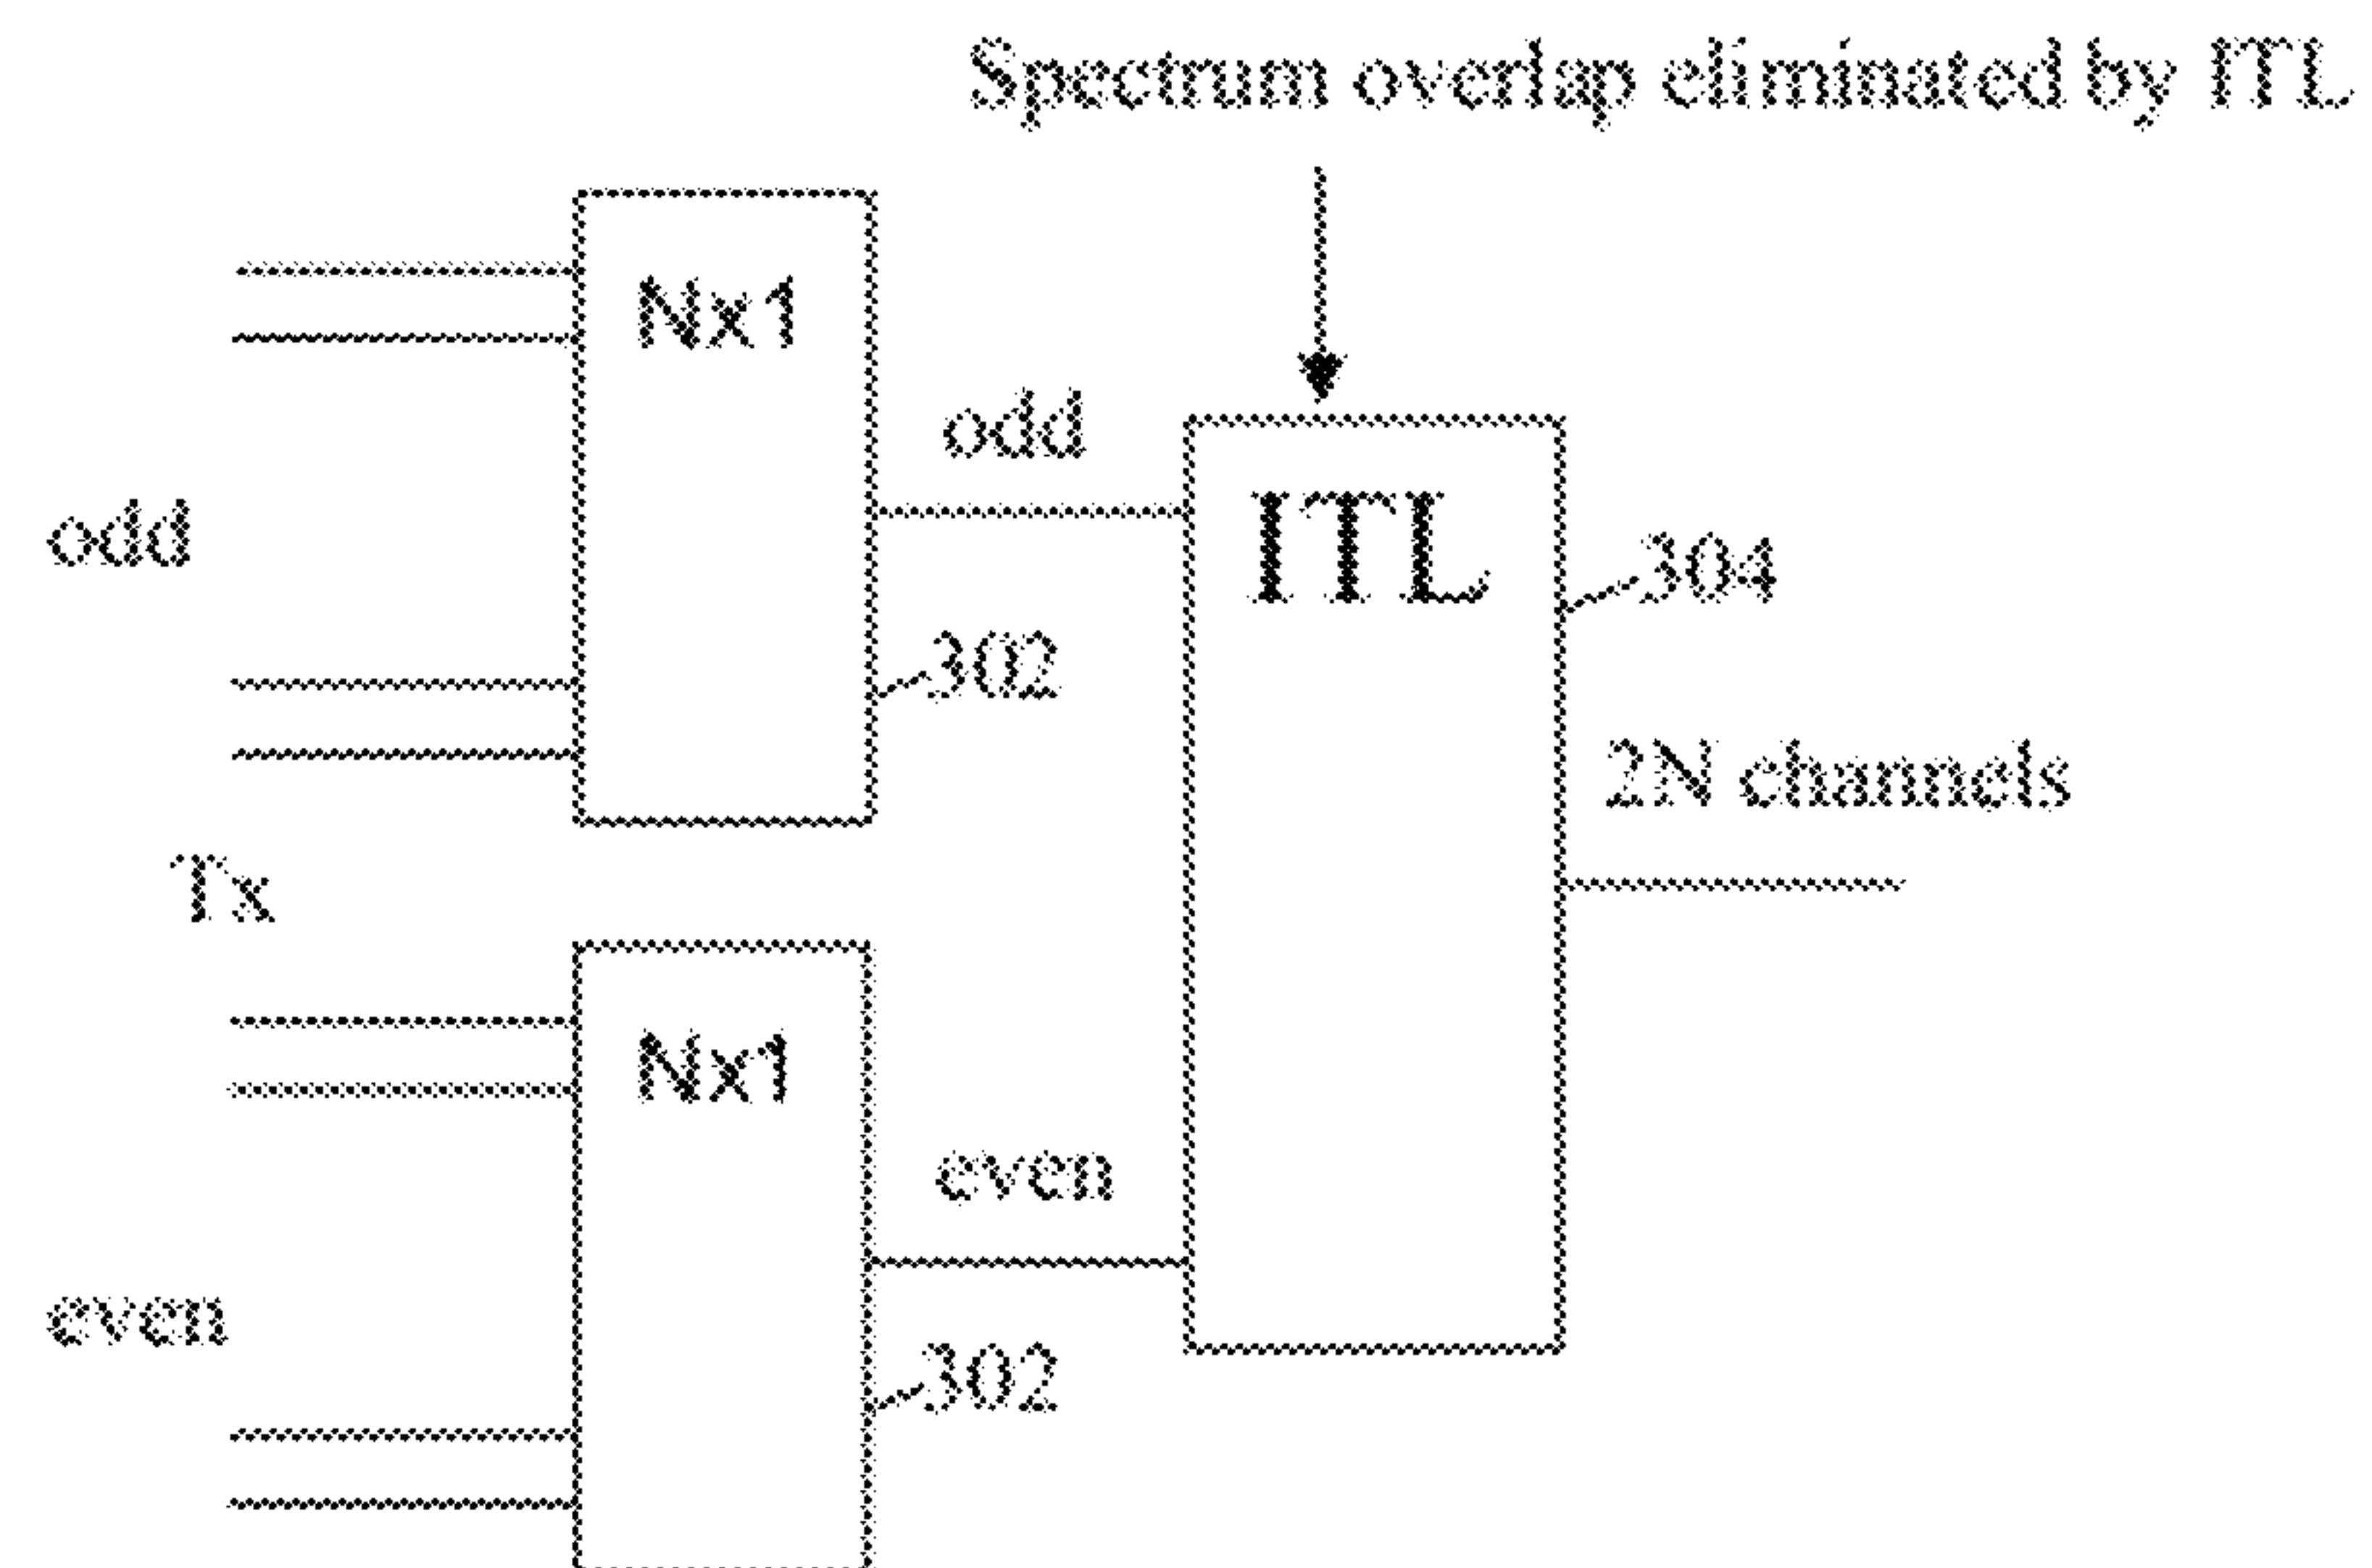 Spectrum overlap eliminated by ITL
Nx1
odd
odd
ITL
304
302
2N channels
Tx
Nx1
even
even
302